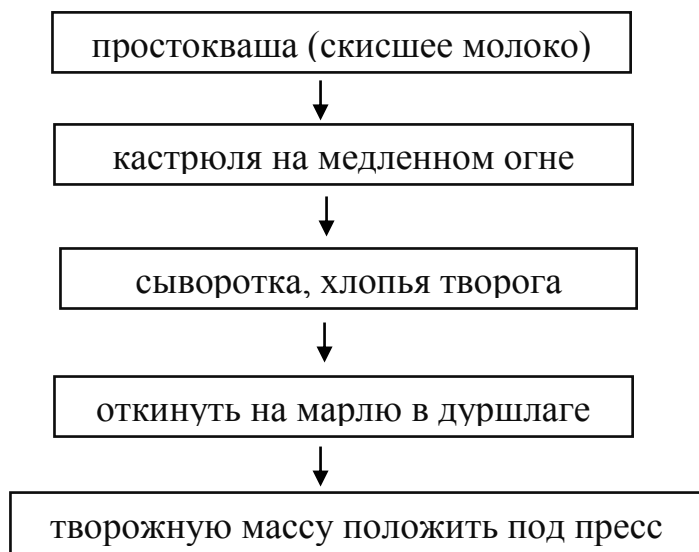 простокваша (скисшее молоко)
кастрюля на медленном огне
сыворотка, хлопья творога
откинуть на марлю в дуршлаге
творожную массу положить под пресс